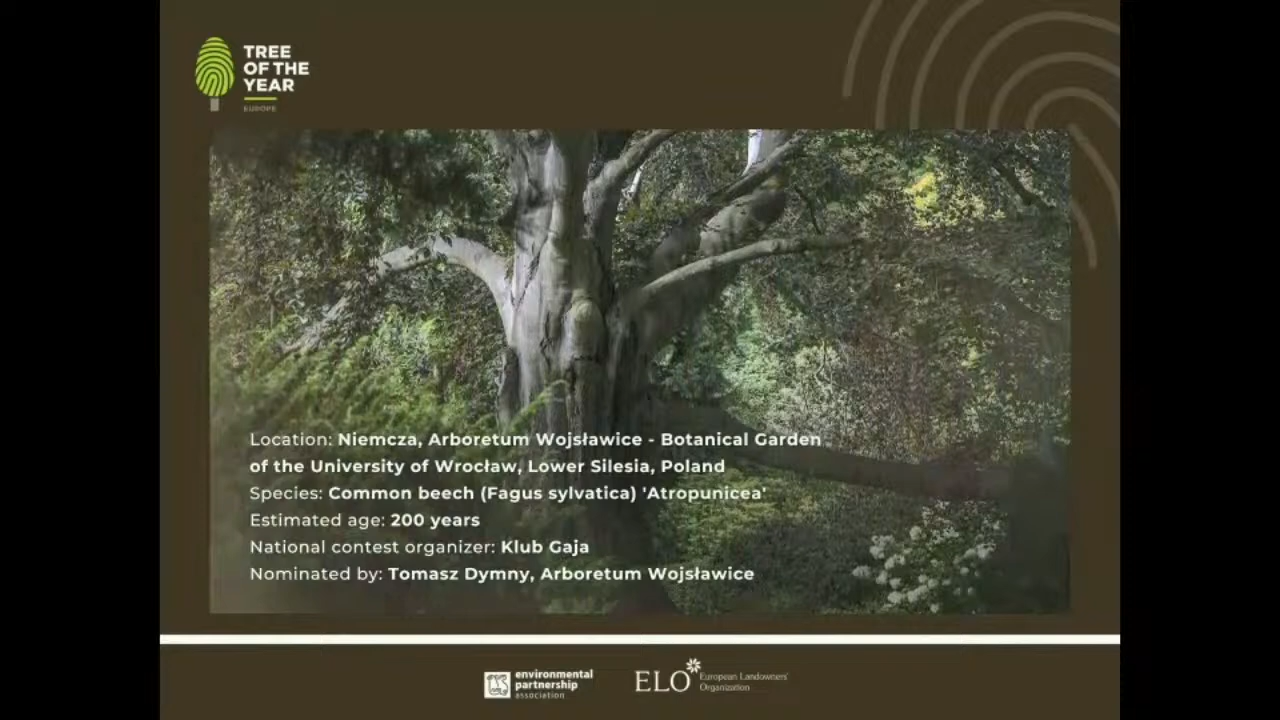 TREE
OF THE
YEAR
EUROPE
Location: Niemcza, Arboretum Wojsławice - Botanical Garden
of the University of Wrocław, Lower Silesia, Poland
Species: Common beech (Fagus sylvatica) 'Atropunicea'
Estimated age: 200 years
National contest organizer: Klub Gaja
Nominated by: Tomasz Dymny, Arboretum Wojsławice
environmental
partnership
association
ELO
European Landowners'
Organization